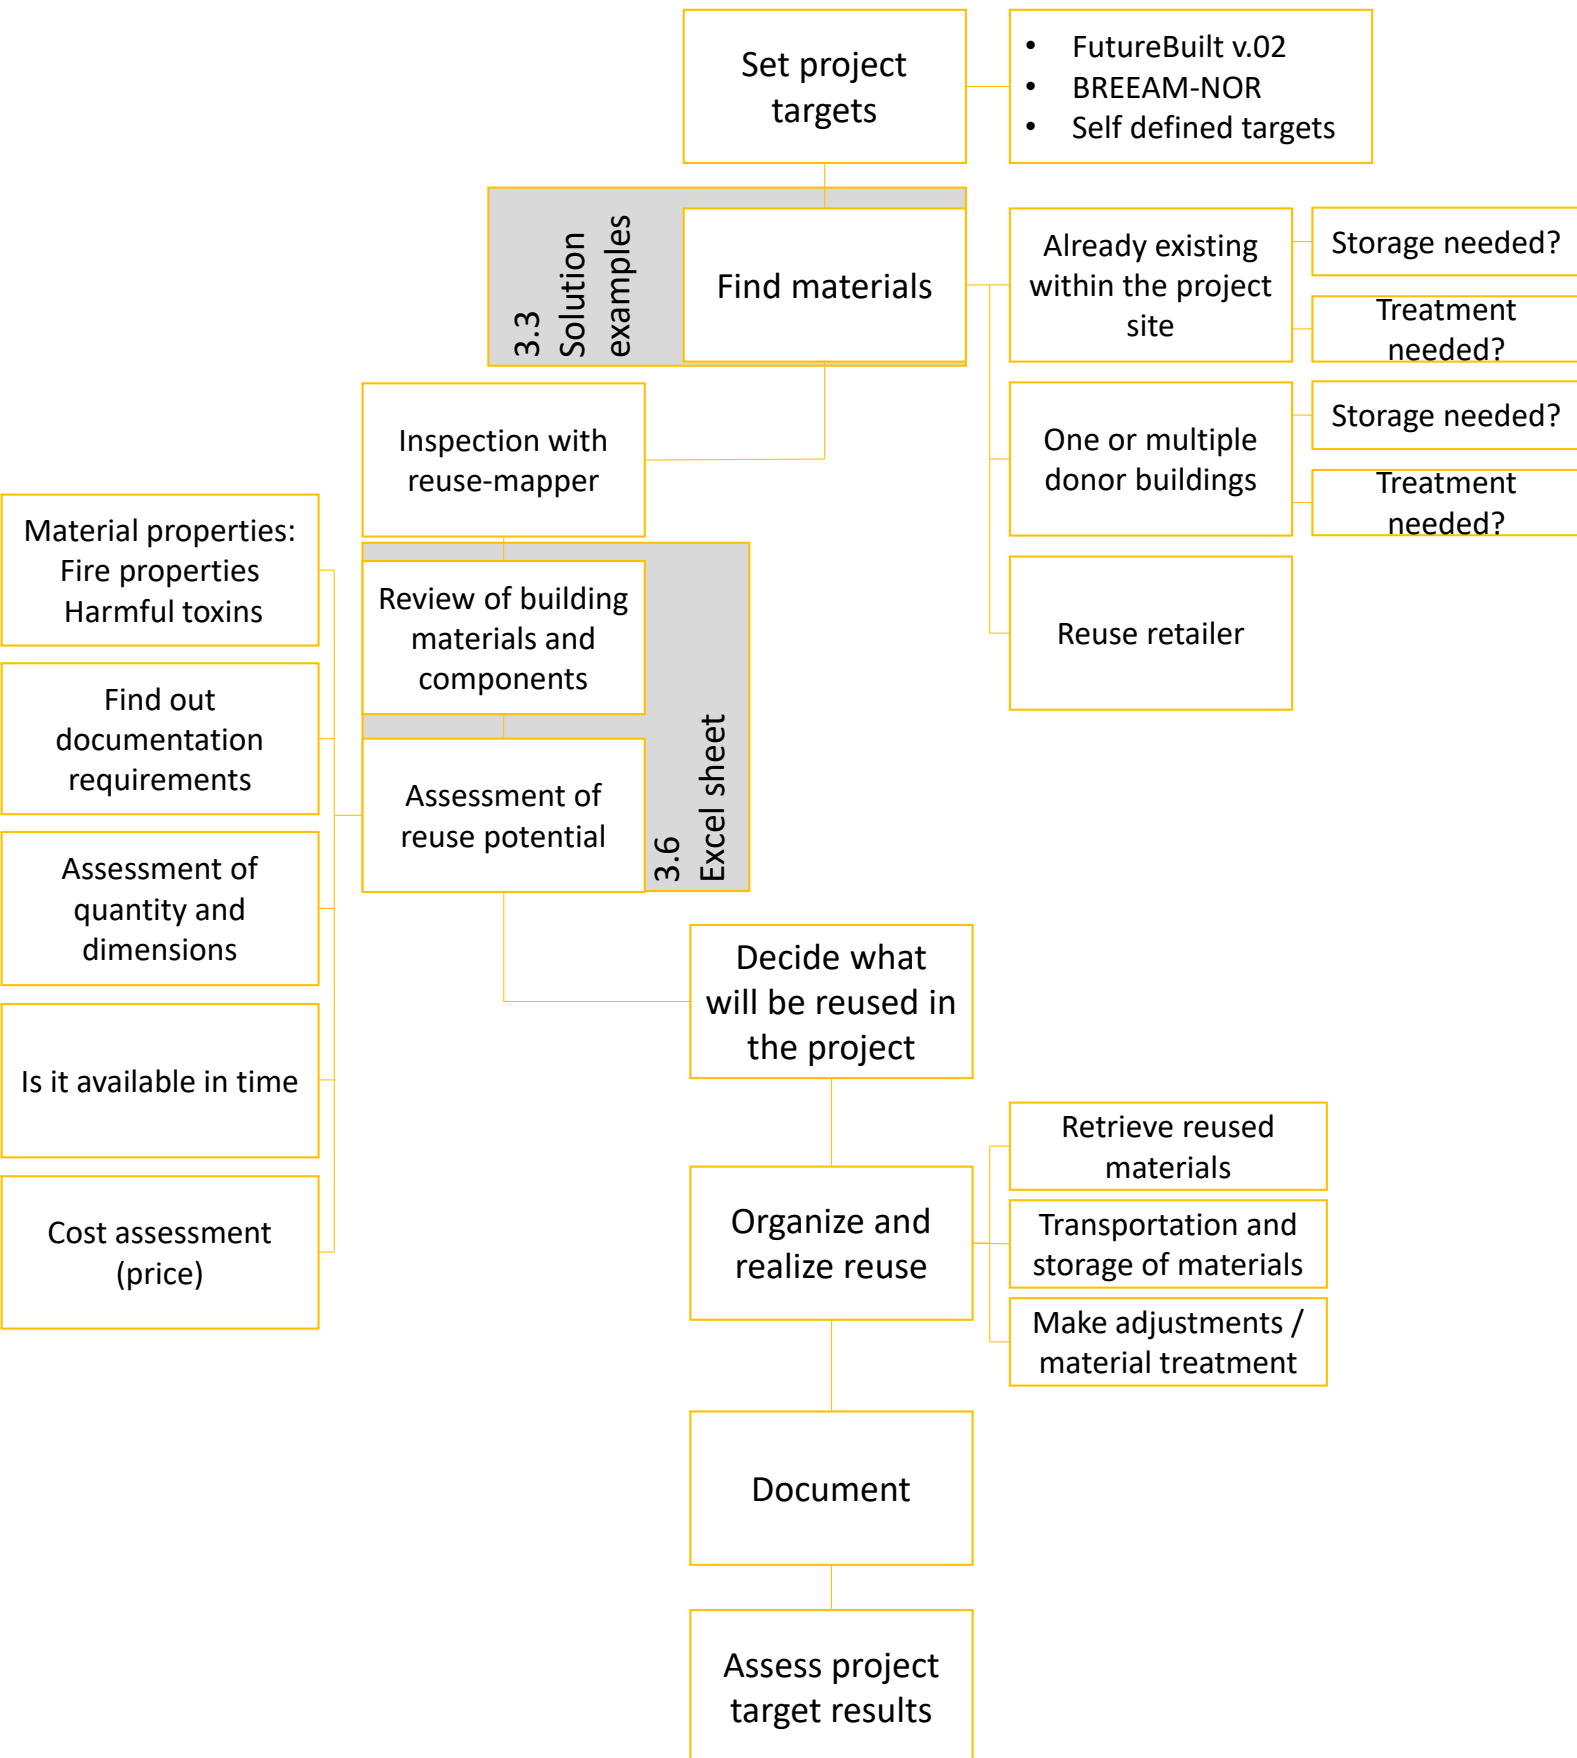 Set project
targets
• FutureBuilt v.02
• BREEAM-NOR
• Self defined targets
3.3
Solution
examples
Find materials
Already existing
within the project
site
Storage needed?
Treatment
needed?
One or multiple
donor buildings
Storage needed?
Treatment
needed?
Reuse retailer
Inspection with
reuse-mapper
Review of building
materials and
components
Assessment of
reuse potential
3.6
Excel sheet
Material properties:
Fire properties
Harmful toxins
Find out
documentation
requirements
Assessment of
quantity and
dimensions
Is it available in time
Cost assessment
(price)
Decide what
will be reused in
the project
Organize and
realize reuse
Retrieve reused
materials
Transportation and
storage of materials
Make adjustments /
material treatment
Document
Assess project
target results